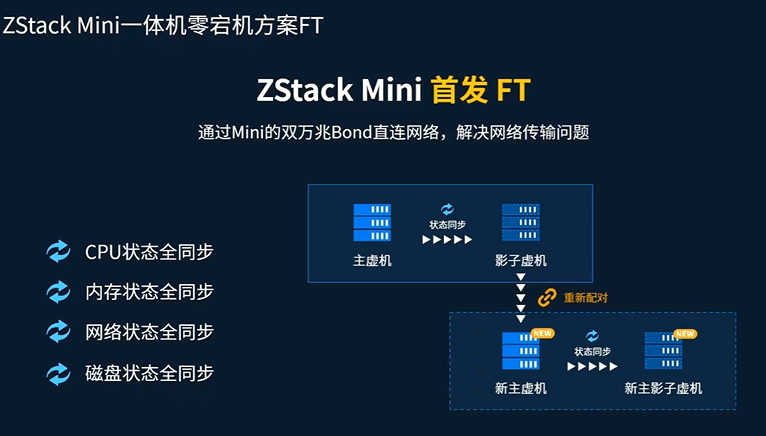 ZStack Mini一体机零宕机方案FT
ZStack Mini 首发 FT
通过Mini的双万兆Bond直连网络，解决网络传输问题
CPU状态全同步
内存状态全同步
网络状态全同步
磁盘状态全同步
状态同步
主虚机
影子虚机
重新配对
NEW
NEW
状态同步
新主虚机
新主影子虚机